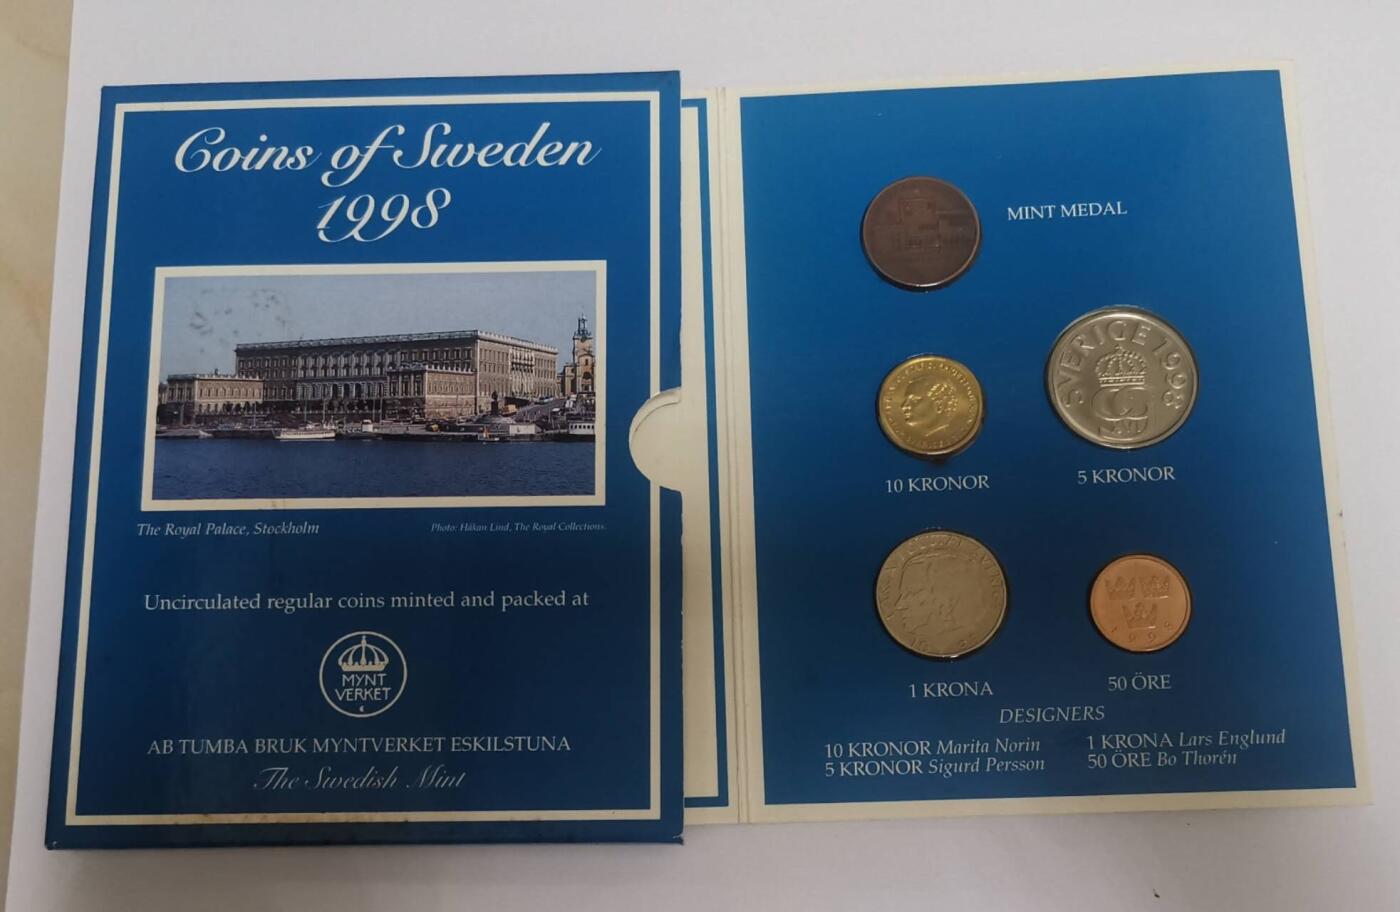 Coins of Sweden
1998
The Royal Palace, Stockholm
Photo: Håkan Lind, The Royal Collections.
Uncirculated regular coins minted and packed at
MYNT
VERKET
AB TUMBA BRUK MYNTVERKET ESKILSTUNA
The Swedish Mint
MINT MEDAL
SVERIGE 1998
10 KRONOR
5 KRONOR
1998
1 KRONA
50 ÖRE
DESIGNERS
10 KRONOR Marita Norin
5 KRONOR Sigurd Persson
1 KRONA Lars Englund
50 ÖRE Bo Thorén